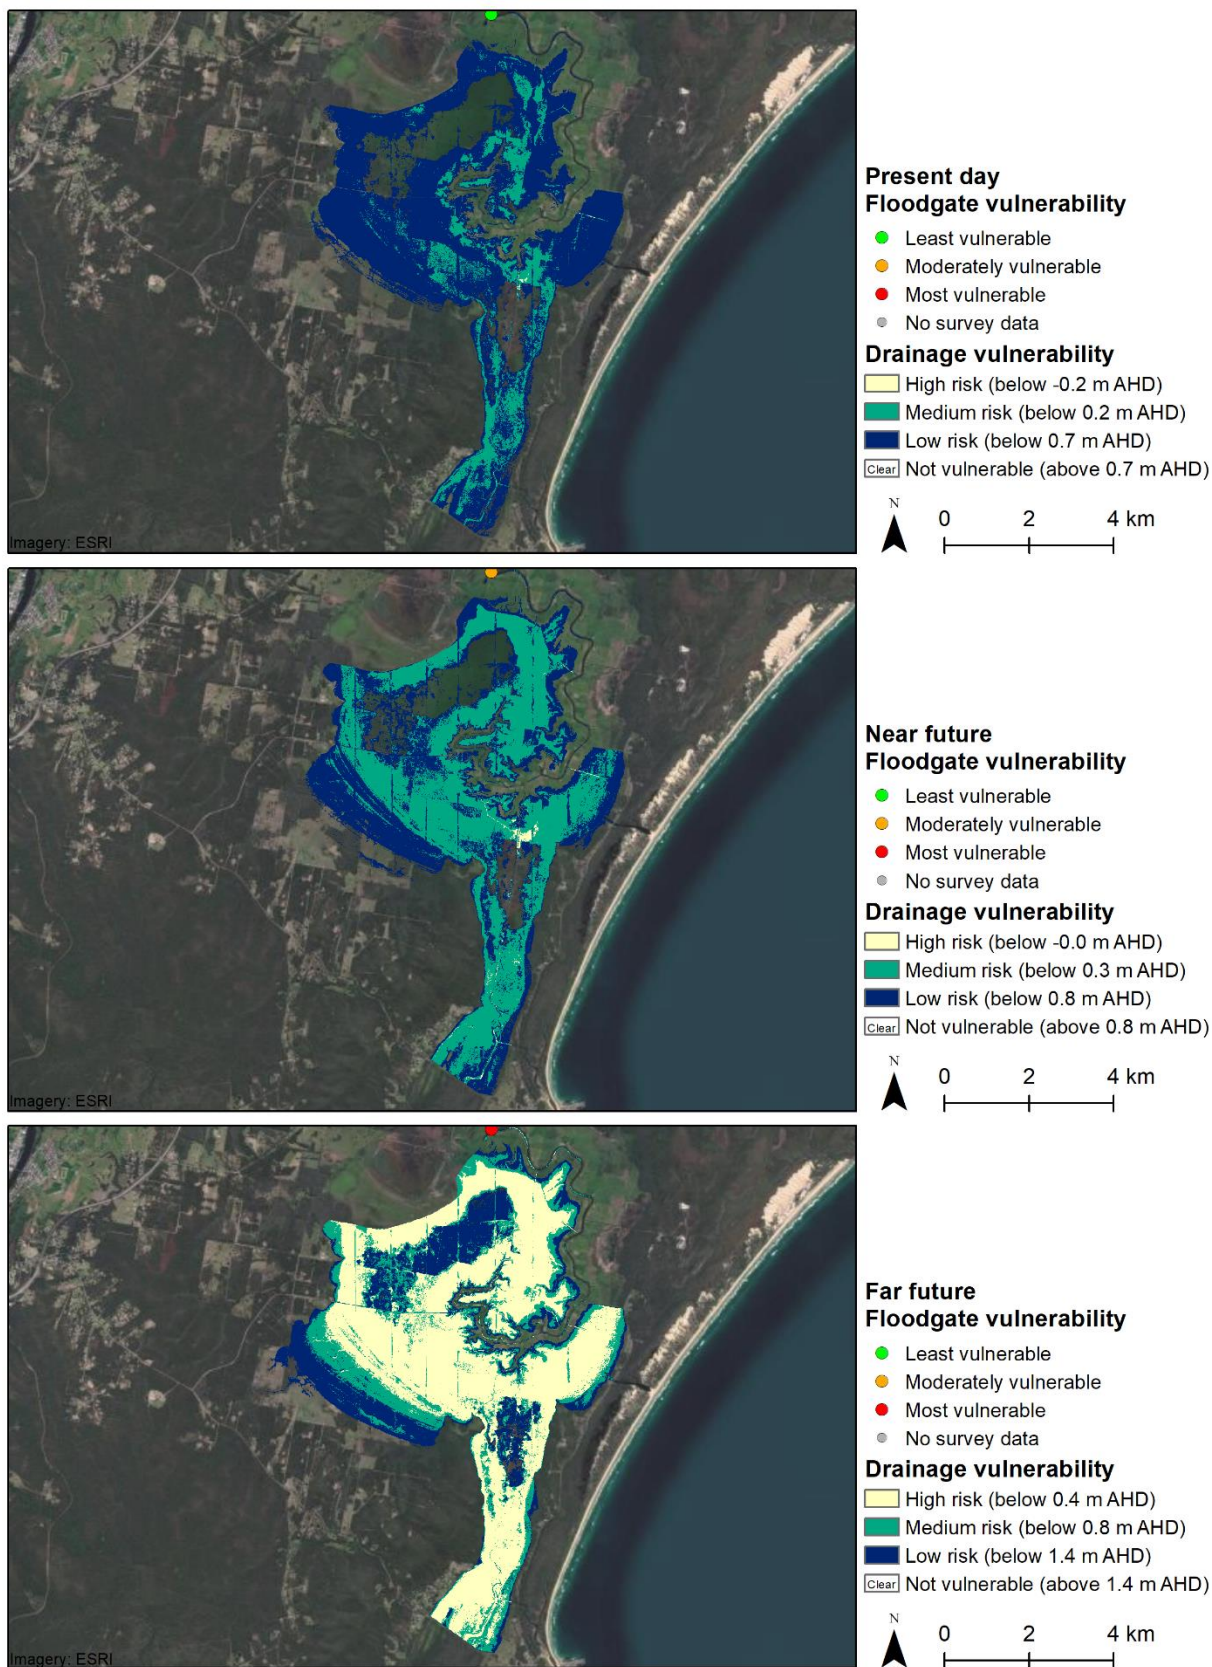 Present day
Floodgate vulnerability
Least vulnerable
Moderately vulnerable
Most vulnerable
No survey data
Drainage vulnerability
High risk (below -0.2 m AHD)
Medium risk (below 0.2 m AHD)
Low risk (below 0.7 m AHD)
Clear Not vulnerable (above 0.7 m AHD)
N
0 2 4 km
Imagery: ESRI
Near future
Floodgate vulnerability
Least vulnerable
Moderately vulnerable
Most vulnerable
No survey data
Drainage vulnerability
High risk (below -0.0 m AHD)
Medium risk (below 0.3 m AHD)
Low risk (below 0.8 m AHD)
Clear Not vulnerable (above 0.8 m AHD)
N
0 2 4 km
Imagery: ESRI
Far future
Floodgate vulnerability
Least vulnerable
Moderately vulnerable
Most vulnerable
No survey data
Drainage vulnerability
High risk (below 0.4 m AHD)
Medium risk (below 0.8 m AHD)
Low risk (below 1.4 m AHD)
Clear Not vulnerable (above 1.4 m AHD)
N
0 2 4 km
Imagery: ESRI